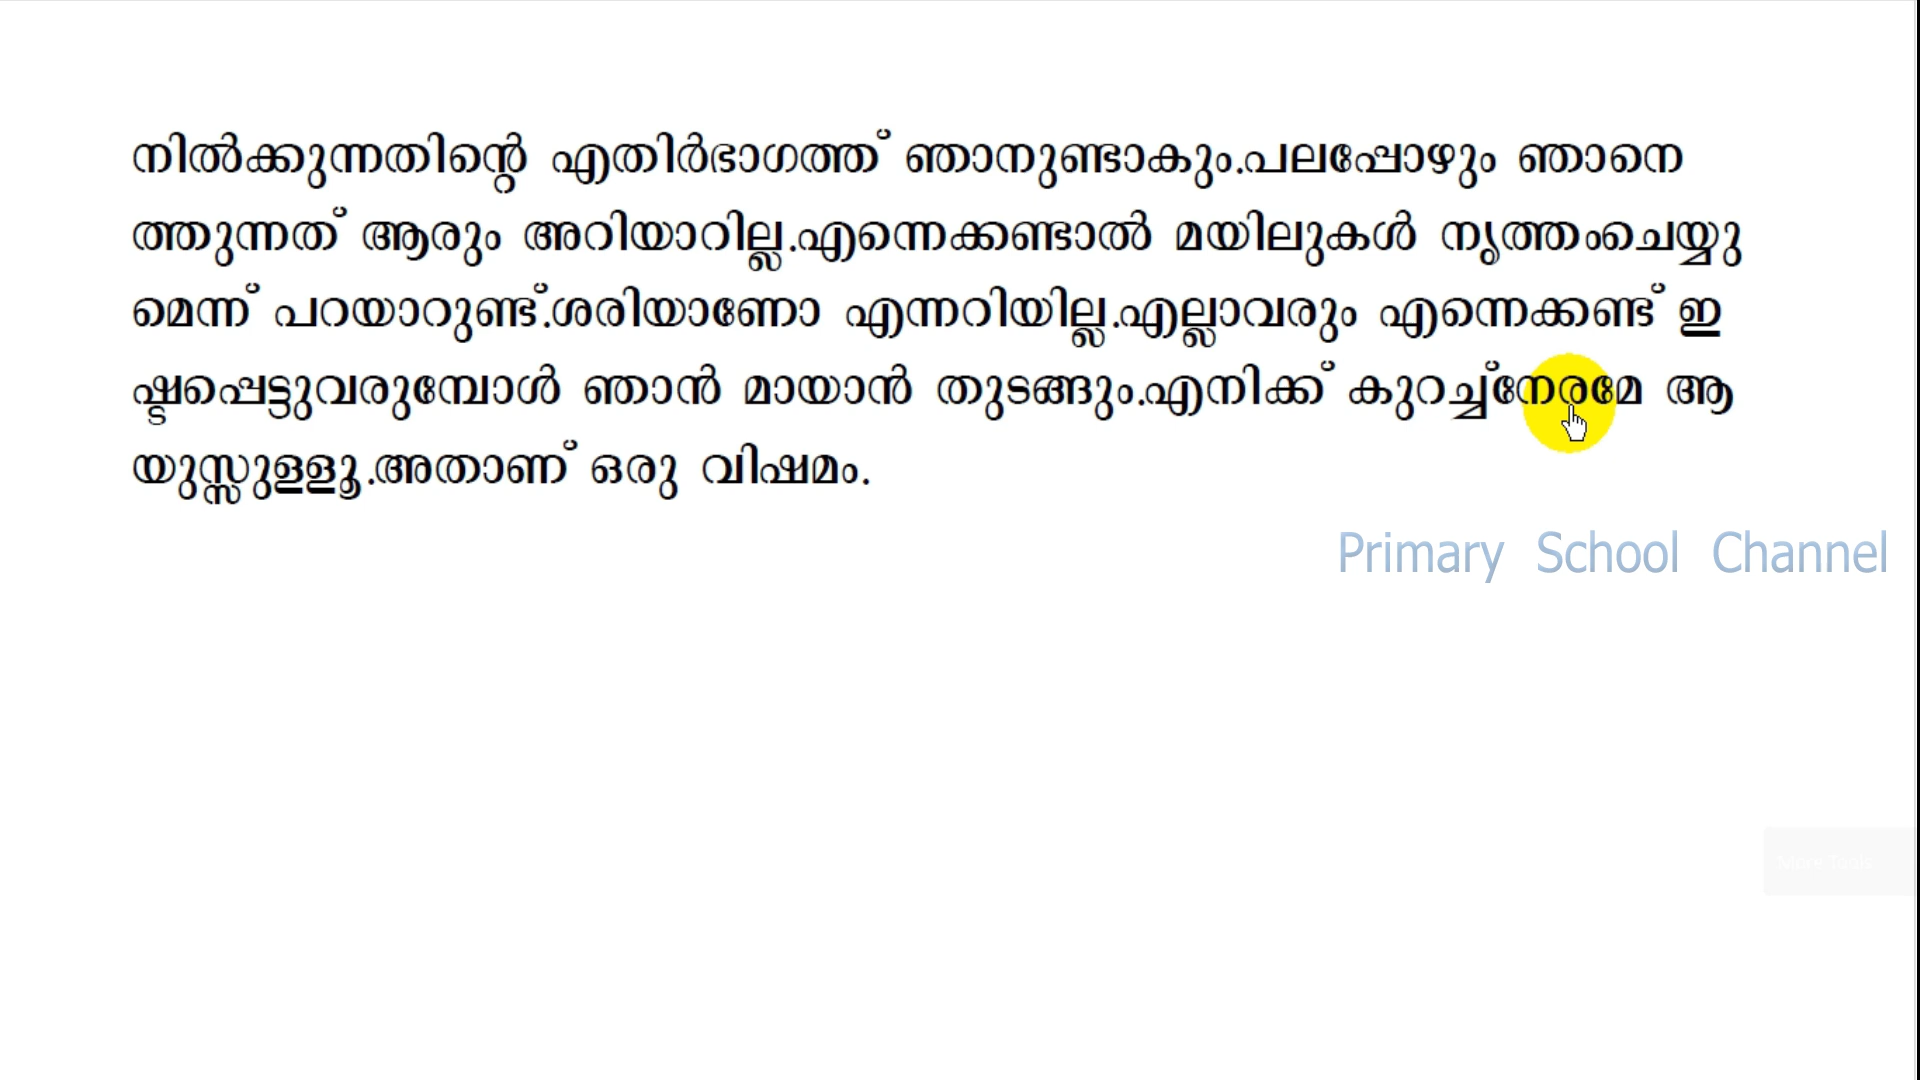 നിൽക്കുന്നതിന്റെ എതിർഭാഗത്ത് ഞാനുണ്ടാകും.പലപ്പോഴും ഞാനെ
ത്തുന്നത് ആരും അറിയാറില്ല.എന്നെക്കണ്ടാൽ മയിലുകൾ നൃത്തംചെയ്യു
മെന്ന് പറയാറുണ്ട്.ശരിയാണോ എന്നറിയില്ല.എല്ലാവരും എന്നെക്കണ്ട് ഇ
ഷ്ടപ്പെട്ടുവരുമ്പോൾ ഞാൻ മായാൻ തുടങ്ങും.എനിക്ക് കുറച്ച്നേരമേ ആ
യുസ്സുള്ളൂ.അതാണ് ഒരു വിഷമം.
Primary School Channel